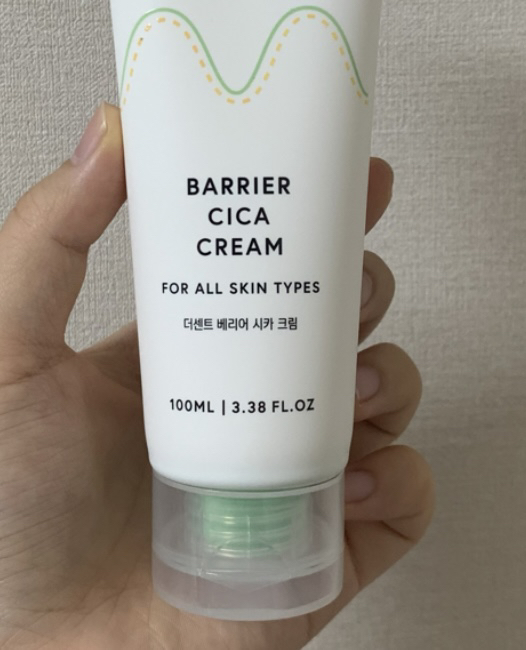 BARRIER
CICA
CREAM
FOR ALL SKIN TYPES
더센트 베리어 시카 크림
100ML | 3.38 FL.OZ